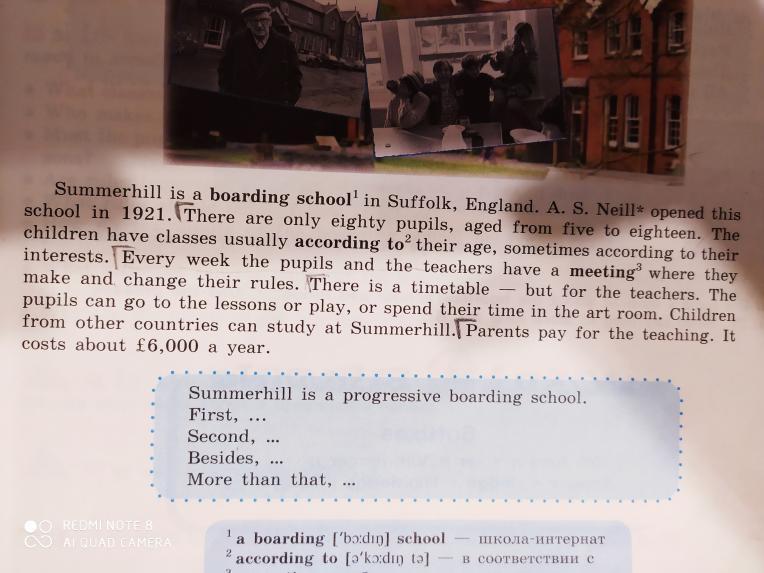 Summerhill is a boarding school¹ in Suffolk, England. A. S. Neill* opened this
school in 1921. There are only eighty pupils, aged from five to eighteen. The
children have classes usually according to² their age, sometimes according to their
interests. Every week the pupils and the teachers have a meeting³ where they
make and change their rules. There is a timetable — but for the teachers. The
pupils can go to the lessons or play, or spend their time in the art room. Children
from other countries can study at Summerhill. Parents pay for the teaching. It
costs about £6,000 a year.
Summerhill is a progressive boarding school.
First, ...
Second, ...
Besides, ...
More than that, ...
¹ a boarding ['bɔ:dıŋ] school — школа-интернат
² according to [ə'kɔ:dıŋ tə] — в соответствии с
REDMI NOTE 8
AI QUAD CAMERA